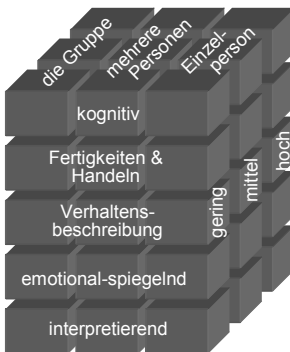 die Gruppe
mehrere
Personen
Einzel-
person
kognitiv
Fertigkeiten &
Handeln
Verhaltens-
beschreibung
emotional-spiegelnd
interpretierend
gering
mittel
hoch